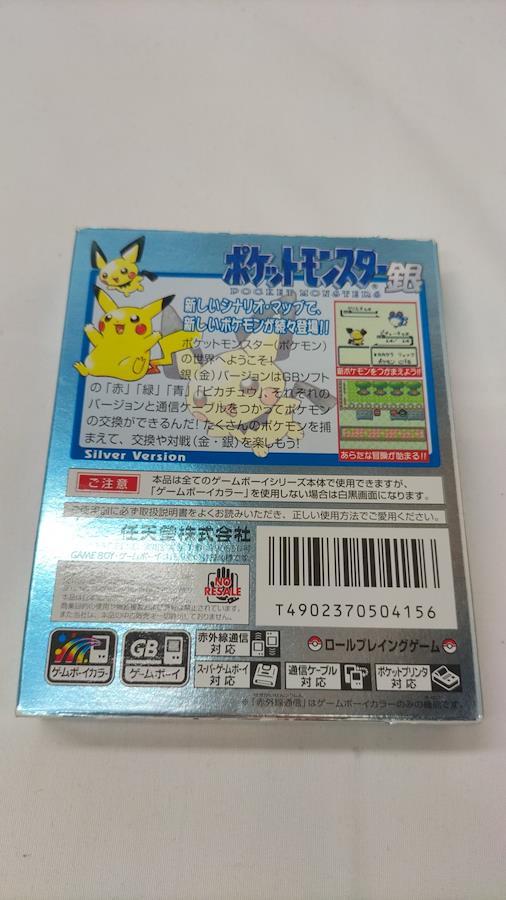 ポケットモンスター銀
POCKET MONSTERS
新しいシナリオ・マップで、
新しいポケモンが続々登場!!
ポケットモンスター(ポケモン)
の世界へようこそ!
銀(金)バージョンはGBソフト
の「赤」「緑」「青」「ピカチュウ」それぞれの
バージョンと通信ケーブルをつかってポケモン
の交換ができるんだ!たくさんのポケモンを捕
まえて、交換や対戦(金・銀)を楽しもう!
Silver Version
新ポケモンをつかまえよう!!
あらたな冒険が始まる!!
ご注意
本品は全てのゲームボーイシリーズ本体で使用できますが、
「ゲームボーイカラー」を使用しない場合は白黒画面になります。
ご使用前に必ず取扱説明書をよくお読みいただき、正しい使用方法でご愛用ください。
任天堂株式会社
NO
RESALE
T4902370504156
ゲームボーイカラー
GB
ゲームボーイ
赤外線通信
対応
ロールプレイングゲーム
スーパーゲームボーイ
対応
通信ケーブル
対応
ポケットプリンタ
対応
※「赤外線通信」はゲームボーイカラーのみの機能です。